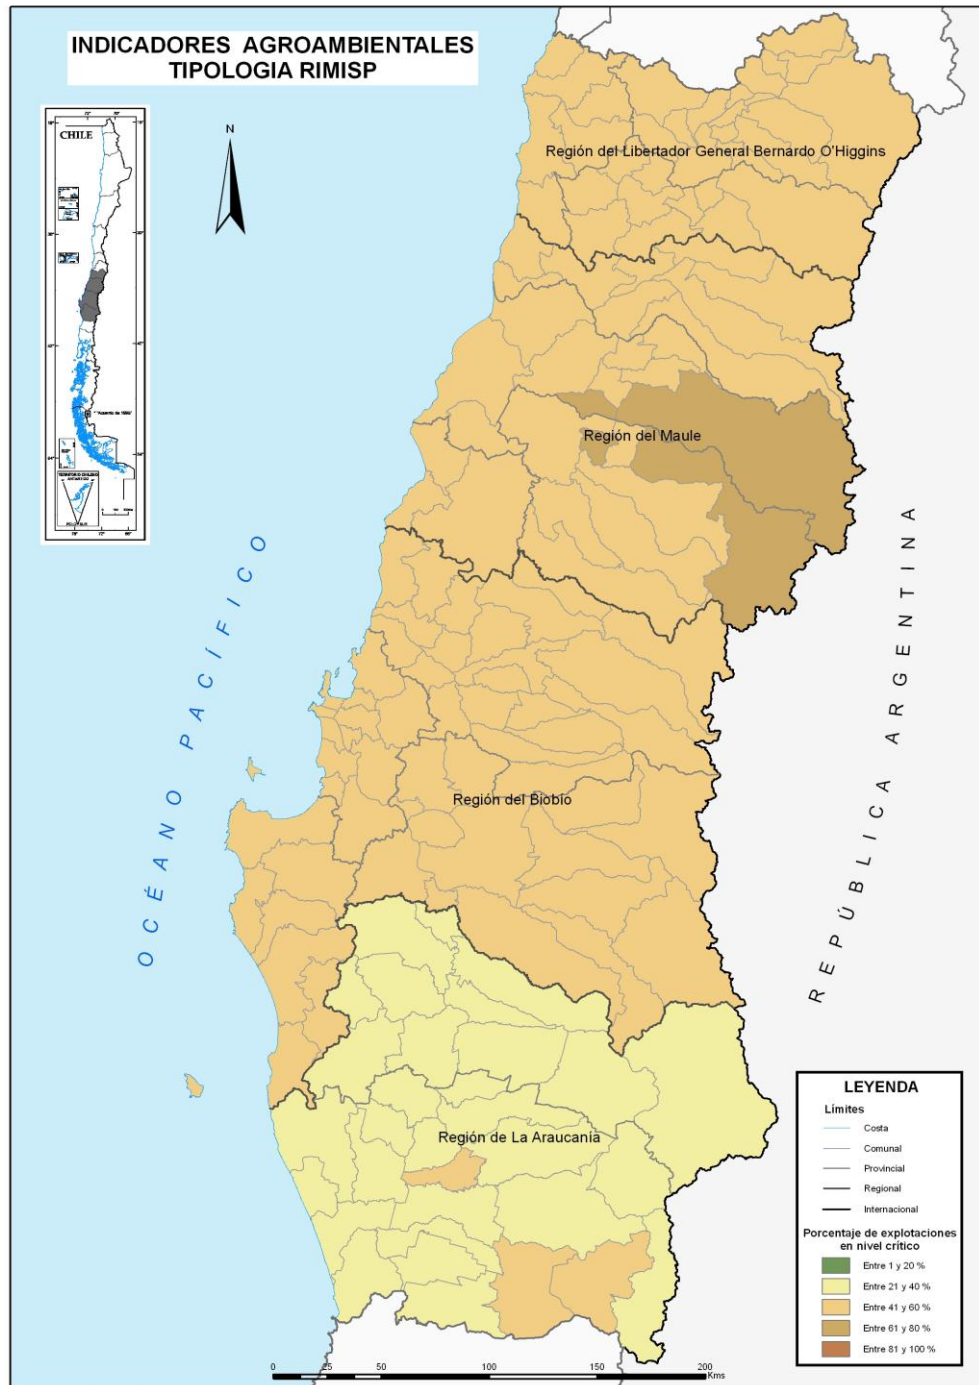 INDICADORES AGROAMBIENTALES
TIPOLOGIA RIMISP
CHILE
N
Región del Libertador General Bernardo O'Higgins
Región del Maule
Región del Biobío
Región de La Araucanía
OCÉANO PACÍFICO
REPÚBLICA ARGENTINA
TERRITORIO CHILENO
ANTARTICO
LEYENDA
Límites
Costa
Comunal
Provincial
Regional
Internacional
Porcentaje de explotaciones
en nivel crítico
Entre 1 y 20 %
Entre 21 y 40 %
Entre 41 y 60 %
Entre 61 y 80 %
Entre 81 y 100 %
0 25 50 100 150 200
Kms